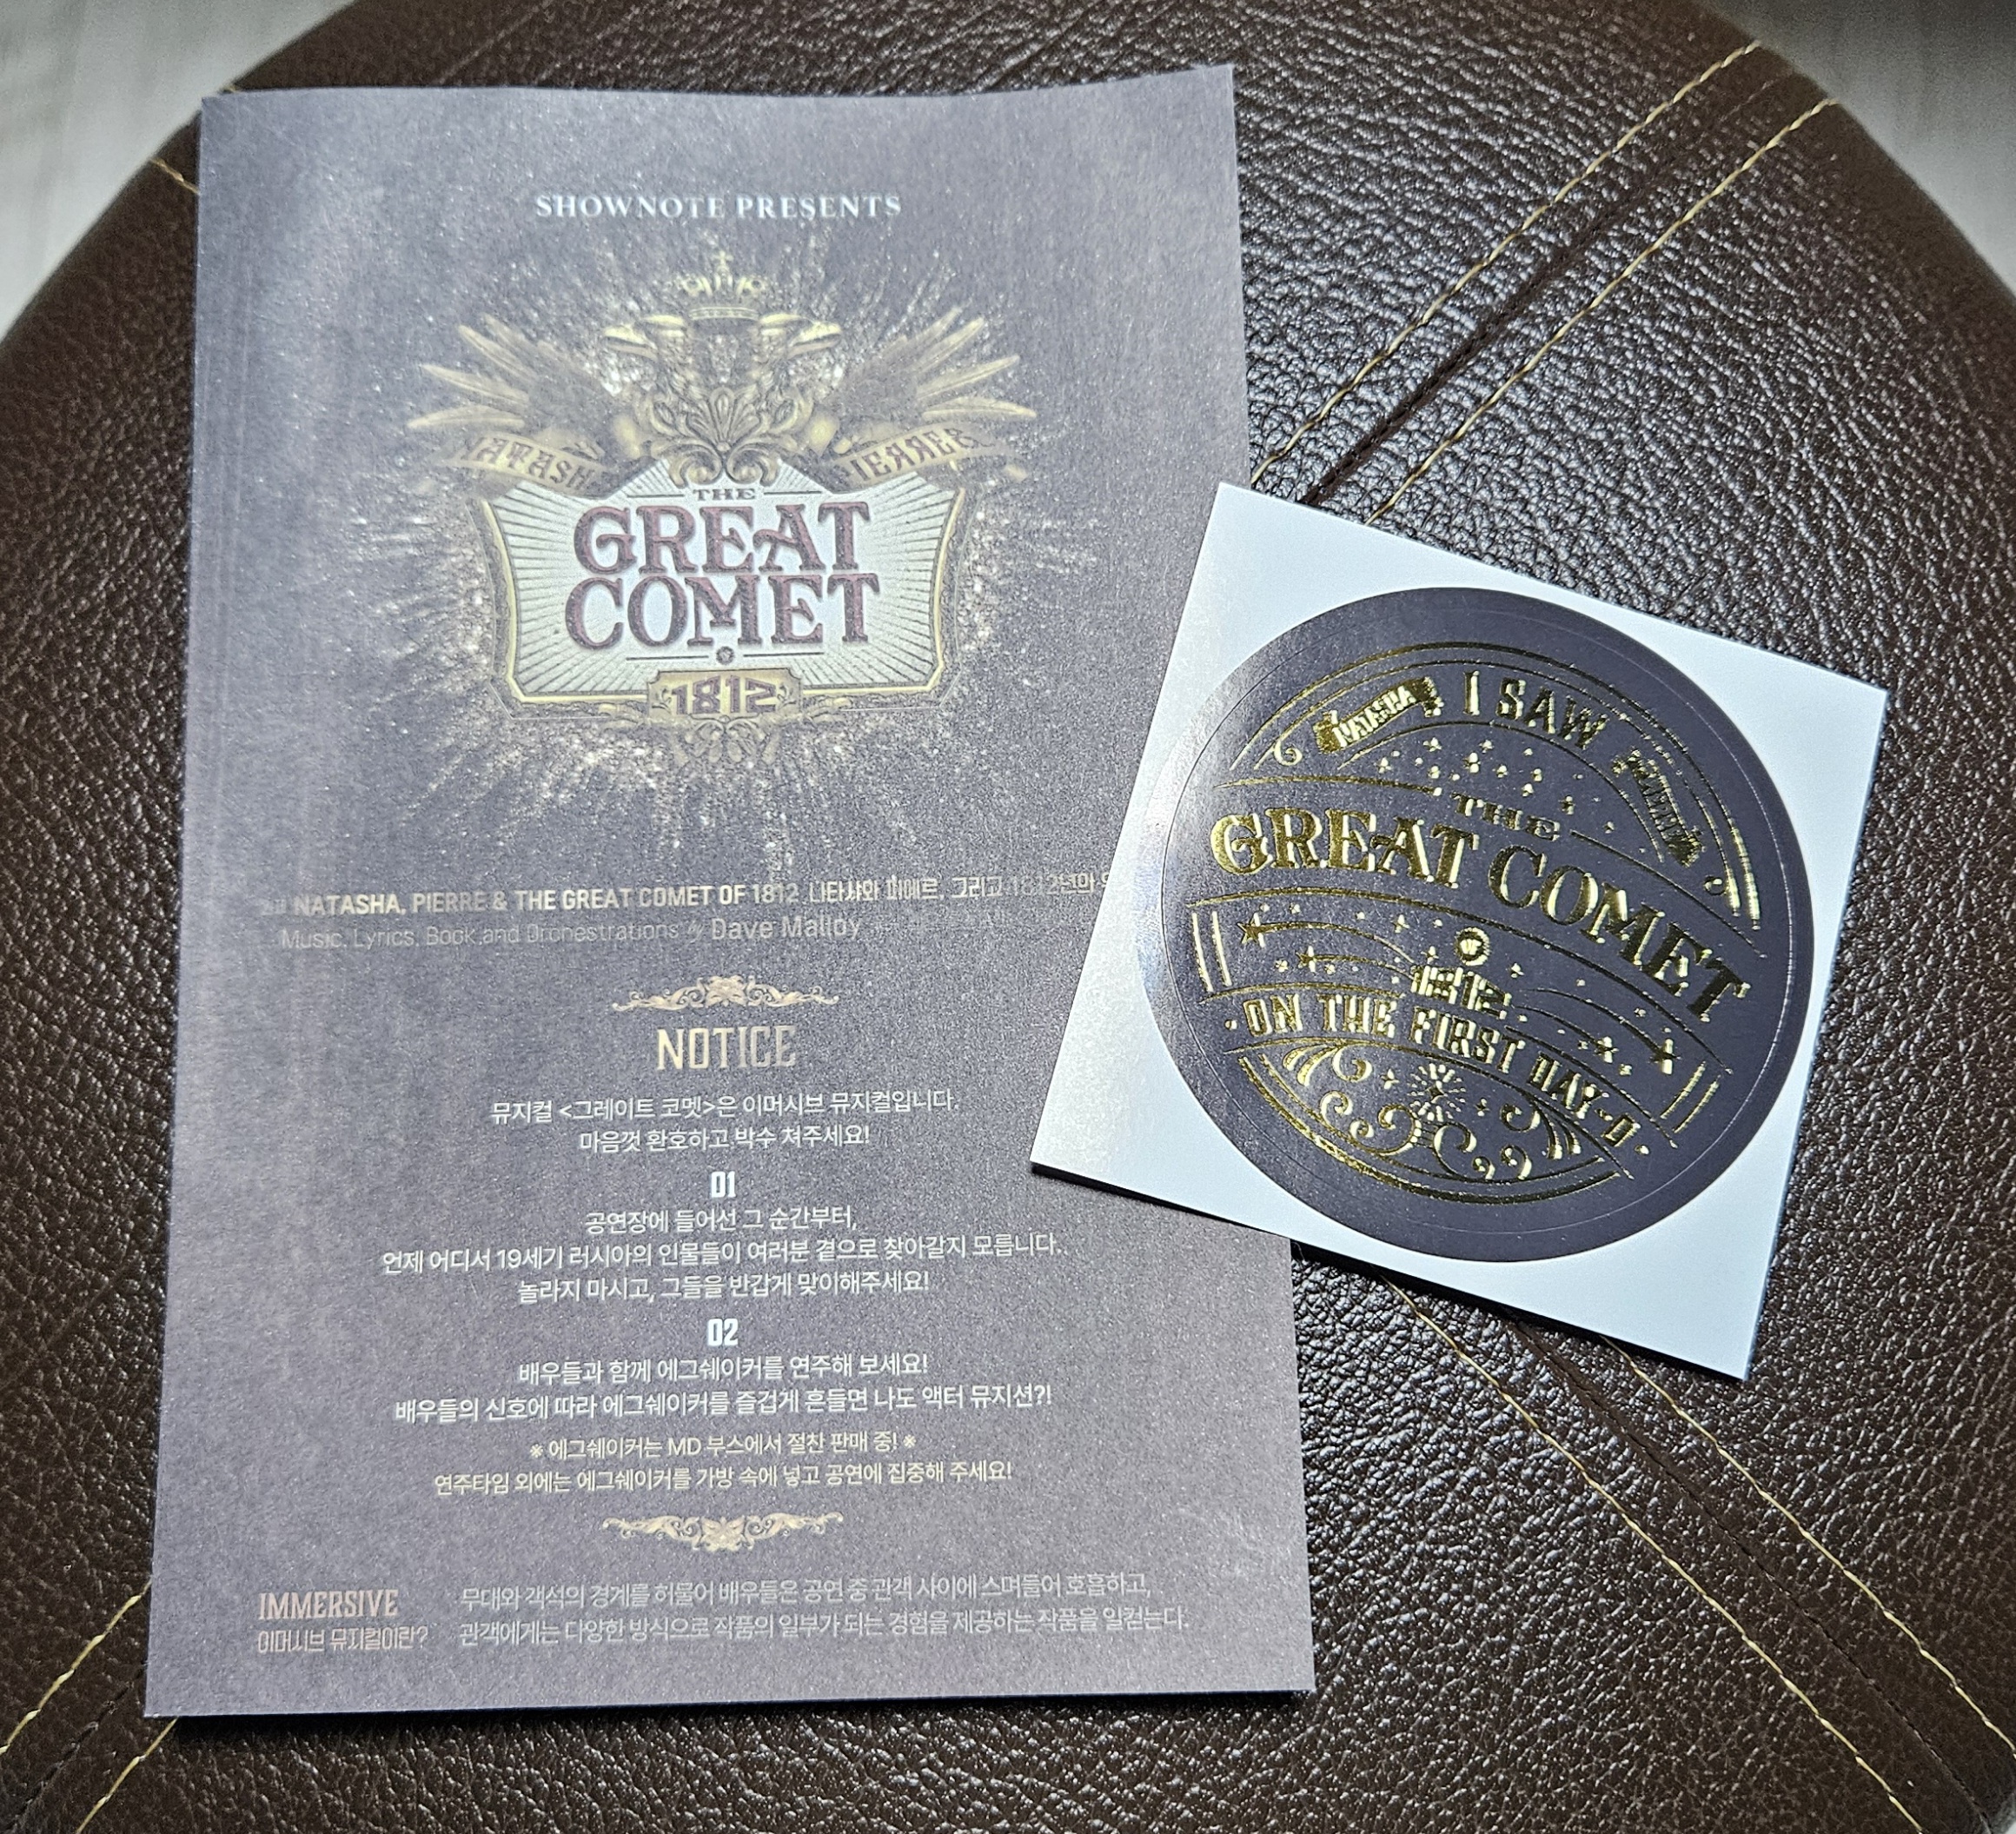 SHOWNOTE PRESENTS
THE
GREAT
COMET
1812
NATASHA, PIERRE & THE GREAT COMET OF 1812 나타샤와 피에르, 그리고 1812년의
Music, Lyrics, Book and Orchestrations by Dave Malloy
NOTICE
뮤지컬 <그레이트 코멧>은 이머시브 뮤지컬입니다.
마음껏 환호하고 박수 쳐주세요!
01
공연장에 들어선 그 순간부터,
언제 어디서 19세기 러시아의 인물들이 여러분 곁으로 찾아갈지 모릅니다..
놀라지 마시고, 그들을 반갑게 맞이해주세요!
02
배우들과 함께 에그쉐이커를 연주해 보세요!
배우들의 신호에 따라 에그쉐이커를 즐겁게 흔들면 나도 액터 뮤지션?!
※ 에그쉐이커는 MD 부스에서 절찬 판매 중! ※
연주타임 외에는 에그쉐이커를 가방 속에 넣고 공연에 집중해 주세요!
IMMERSIVE
이머시브 뮤지컬이란?
무대와 객석의 경계를 허물어 배우들은 공연 중 관객 사이에 스며들어 호흡하고,
관객에게는 다양한 방식으로 작품의 일부가 되는 경험을 제공하는 작품을 일컫는다.
NATASHA I SAW
THE
GREAT COMET
1812
ON THE FIRST DAY-D